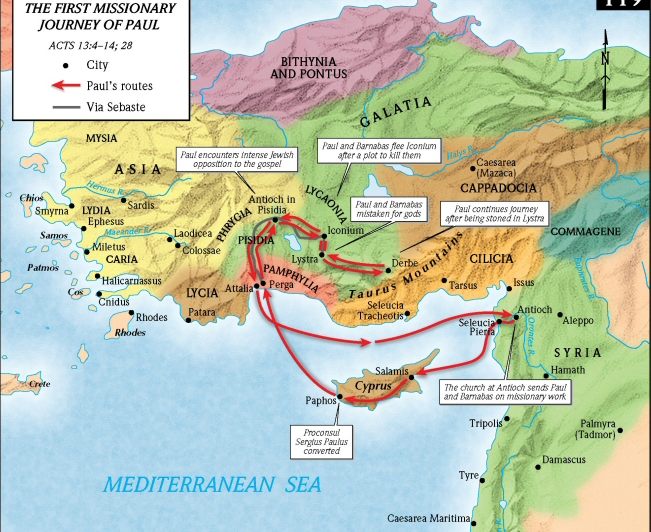 THE FIRST MISSIONARY
JOURNEY OF PAUL
ACTS 13:4–14; 28
City
Paul's routes
Via Sebaste
119
N
BITHYNIA
AND PONTUS
GALATIA
MYSIA
ASIA
Paul encounters intense Jewish
opposition to the gospel
Paul and Barnabas flee Iconium
after a plot to kill them
Halys R.
Caesarea
(Mazaca)
CAPPADOCIA
Hermus R.
Chios
Smyrna
LYDIA
Sardis
Ephesus
PHRYGIA
Antioch in
Pisidia
LYCAONIA
Paul and Barnabas
mistaken for gods
Paul continues journey
after being stoned in Lystra
COMMAGENE
Samos
Maeander R.
Laodicea
Colossae
Miletus
CARIA
PISIDIA
Iconium
Lystra
Derbe
Taurus Mountains
CILICIA
Patmos
Halicarnassus
Cos
Cnidus
LYCIA
Attalia
Perga
PAMPHYLIA
Tarsus
Issus
Euphrates R.
Rhodes
Rhodes
Patara
Seleucia
Tracheotis
Seleucia
Pieria
Antioch
Orontes R.
Aleppo
SYRIA
Crete
Salamis
Cyprus
Paphos
The church at Antioch sends Paul
and Barnabas on missionary work
Hamath
Proconsul
Sergius Paulus
converted
Tripolis
Palmyra
(Tadmor)
Damascus
MEDITERRANEAN SEA
Tyre
Caesarea Maritima